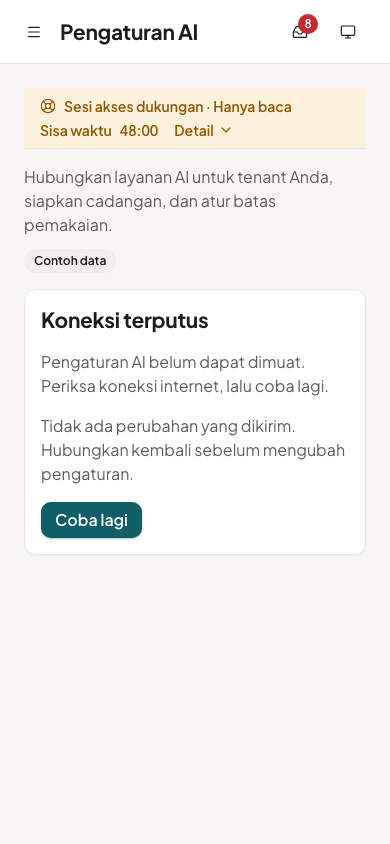 Pengaturan AI
8
Sesi akses dukungan · Hanya baca
Sisa waktu 48:00 Detail
Hubungkan layanan AI untuk tenant Anda,
siapkan cadangan, dan atur batas
pemakaian.
Contoh data
Koneksi terputus
Pengaturan AI belum dapat dimuat.
Periksa koneksi internet, lalu coba lagi.
Tidak ada perubahan yang dikirim.
Hubungkan kembali sebelum mengubah
pengaturan.
Coba lagi